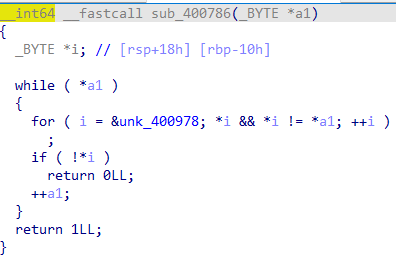 __int64 __fastcall sub_400786(_BYTE *a1)
{
  _BYTE *i; // [rsp+18h] [rbp-10h]

  while ( *a1 )
  {
    for ( i = &unk_400978; *i && *i != *a1; ++i )
      ;
    if ( !*i )
      return 0LL;
    ++a1;
  }
  return 1LL;
}